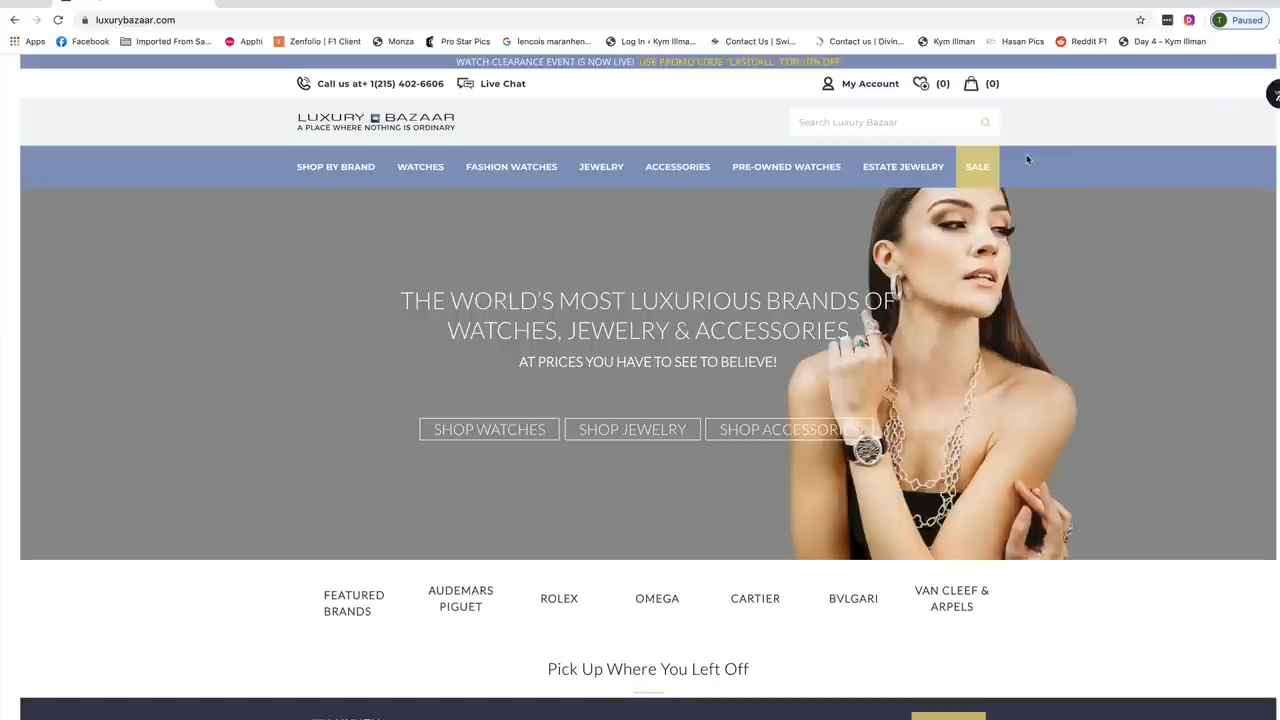 luxurybazaar.com
T Paused
Apps Facebook Imported From Sa... Apphi Zenfolio | F1 Client Monza Pro Star Pics lencois maranhen... Log In ‹ Kym Illma... Contact Us | Swi... Contact us | Divin... Kym Illman Hasan Pics Reddit F1 Day 4 – Kym Illman
WATCH CLEARANCE EVENT IS NOW LIVE! USE PROMO CODE "LASTCALL" FOR 10% OFF
Call us at+ 1(215) 402-6606 Live Chat My Account (0) (0)
LUXURY BAZAAR
A PLACE WHERE NOTHING IS ORDINARY
Search Luxury Bazaar
SHOP BY BRAND WATCHES FASHION WATCHES JEWELRY ACCESSORIES PRE-OWNED WATCHES ESTATE JEWELRY SALE
THE WORLD'S MOST LUXURIOUS BRANDS OF
WATCHES, JEWELRY & ACCESSORIES
AT PRICES YOU HAVE TO SEE TO BELIEVE!
SHOP WATCHES SHOP JEWELRY SHOP ACCESSORIES
FEATURED BRANDS
AUDEMARS PIGUET
ROLEX
OMEGA
CARTIER
BVLGARI
VAN CLEEF & ARPELS
Pick Up Where You Left Off